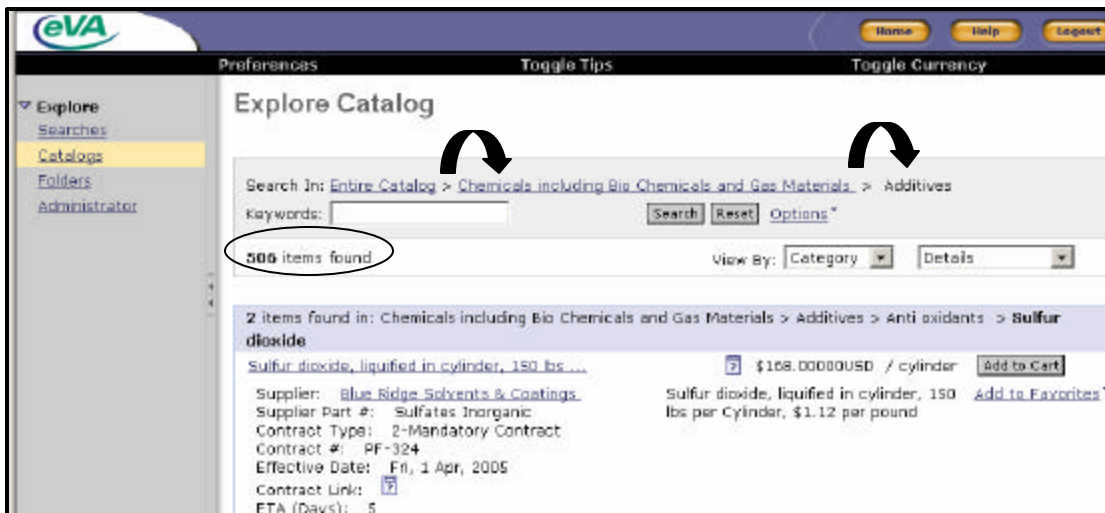 eVA
Home Help Logout
Preferences Toggle Tips Toggle Currency
Explore
Searches
Catalogs
Folders
Administrator
Explore Catalog
Search In: Entire Catalog > Chemicals including Bio Chemicals and Gas Materials > Additives
Keywords: Search Reset Options
506 items found View By: Category Details
2 items found in: Chemicals including Bio Chemicals and Gas Materials > Additives > Anti oxidants > Sulfur
dioxide
Sulfur dioxide, liquified in cylinder, 150 lbs ... ? $168.00000USD / cylinder Add to Cart
Supplier: Blue Ridge Solvents & Coatings Sulfur dioxide, liquified in cylinder, 150 Add to Favorites
Supplier Part #: Sulfates Inorganic lbs per Cylinder, $1.12 per pound
Contract Type: 2-Mandatory Contract
Contract #: PF-324
Effective Date: Fri, 1 Apr, 2005
Contract Link: ?
ETA (Days): 5